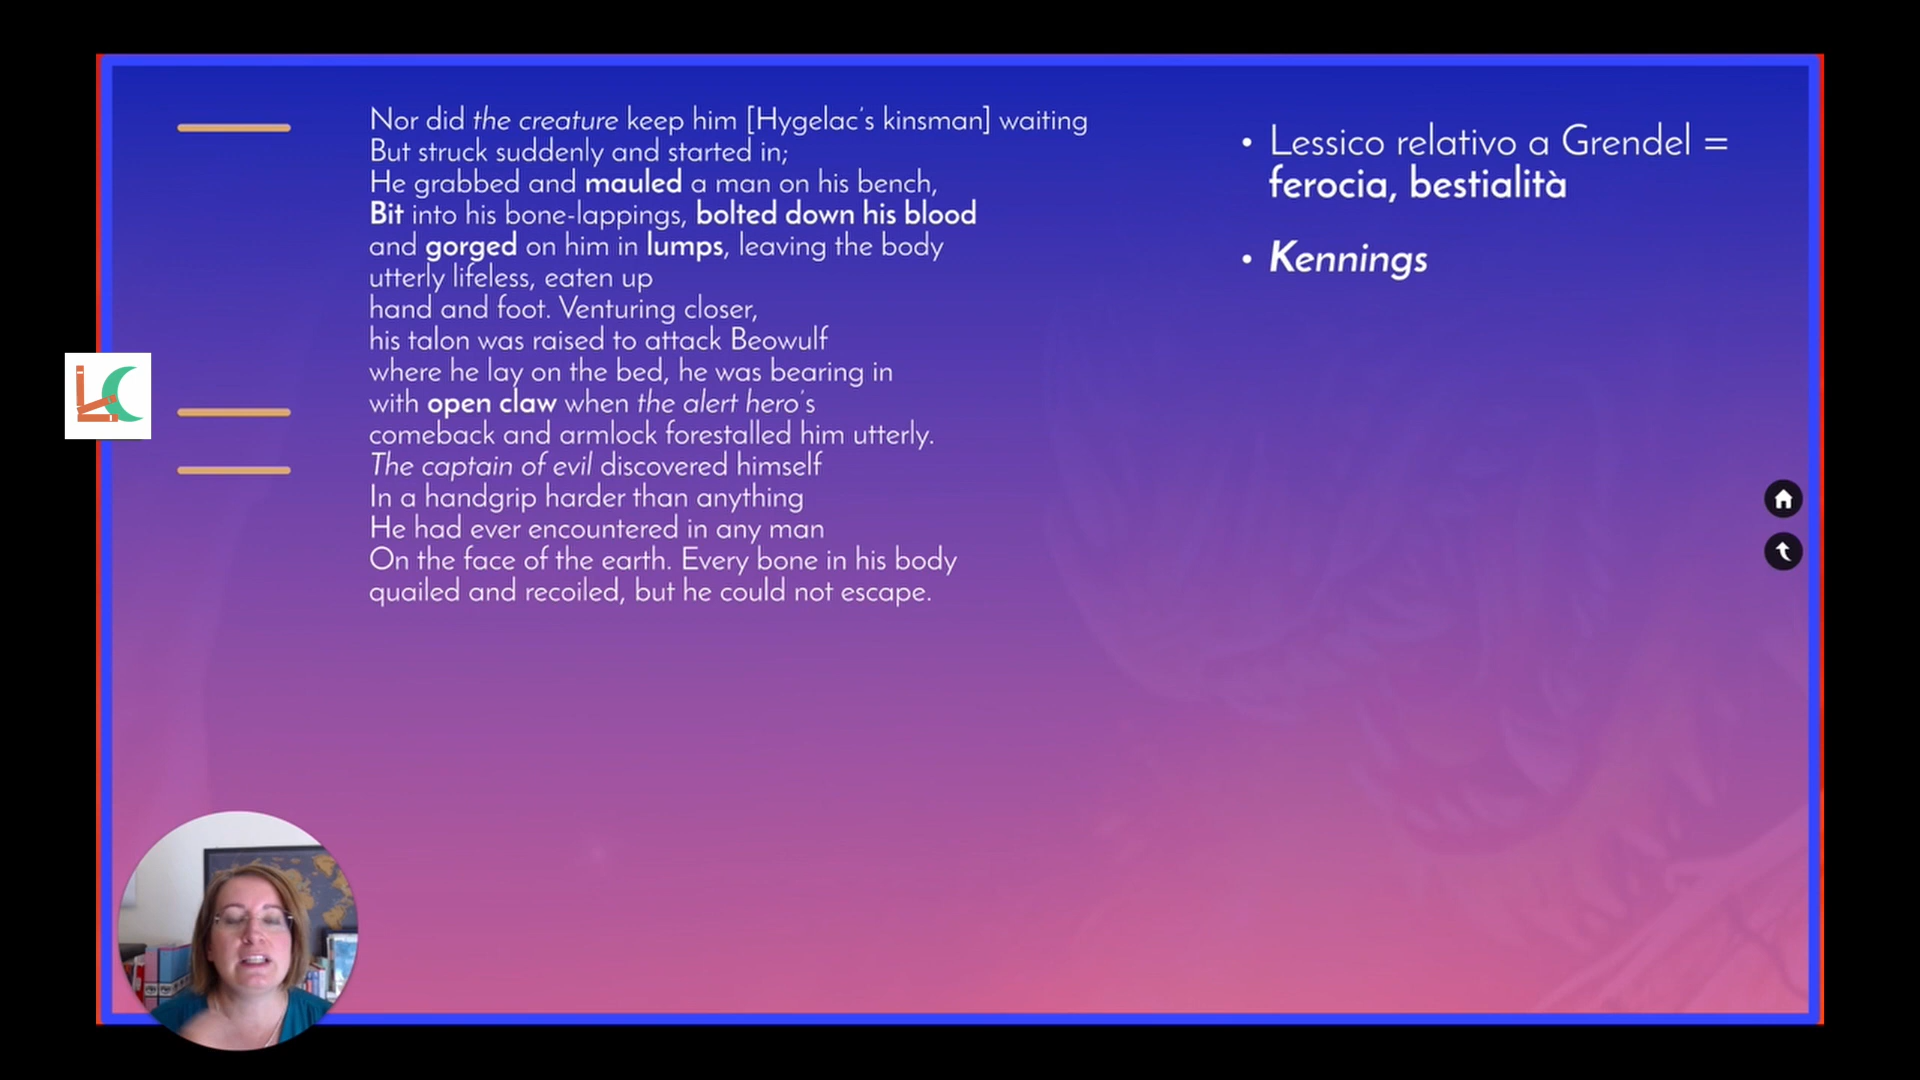 Nor did the creature keep him [Hygelac's kinsman] waiting
But struck suddenly and started in;
He grabbed and mauled a man on his bench,
Bit into his bone-lappings, bolted down his blood
and gorged on him in lumps, leaving the body
utterly lifeless, eaten up
hand and foot. Venturing closer,
his talon was raised to attack Beowulf
where he lay on the bed, he was bearing in
with open claw when the alert hero's
comeback and armlock forestalled him utterly.
The captain of evil discovered himself
In a handgrip harder than anything
He had ever encountered in any man
On the face of the earth. Every bone in his body
quailed and recoiled, but he could not escape.
• Lessico relativo a Grendel =
ferocia, bestialità
• Kennings
LC